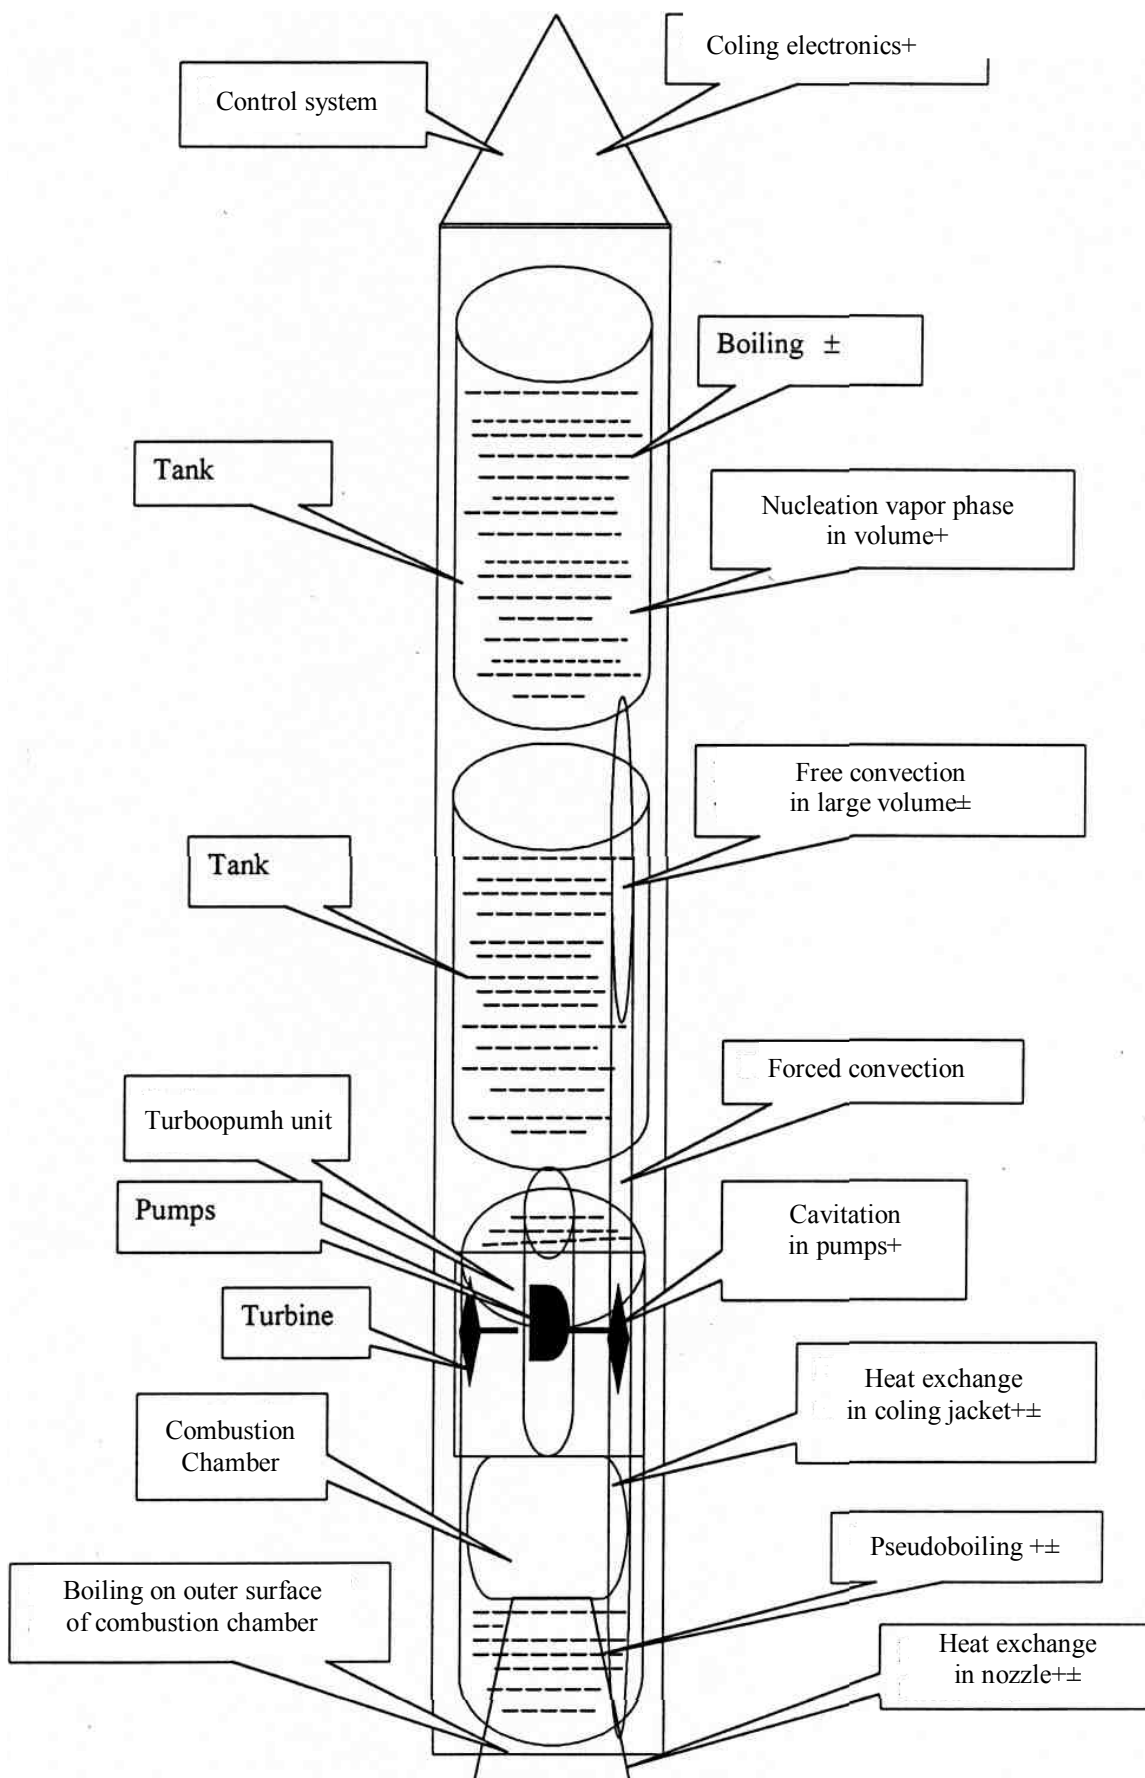 Coling electronics+
Control system
Boiling ±
Tank
Nucleation vapor phase
in volume+
Free convection
in large volume±
Tank
Forced convection
Turboopumh unit
Pumps
Cavitation
in pumps+
Turbine
Heat exchange
in coling jacket+±
Combustion
Chamber
Pseudoboiling +±
Boiling on outer surface
of combustion chamber
Heat exchange
in nozzle+±